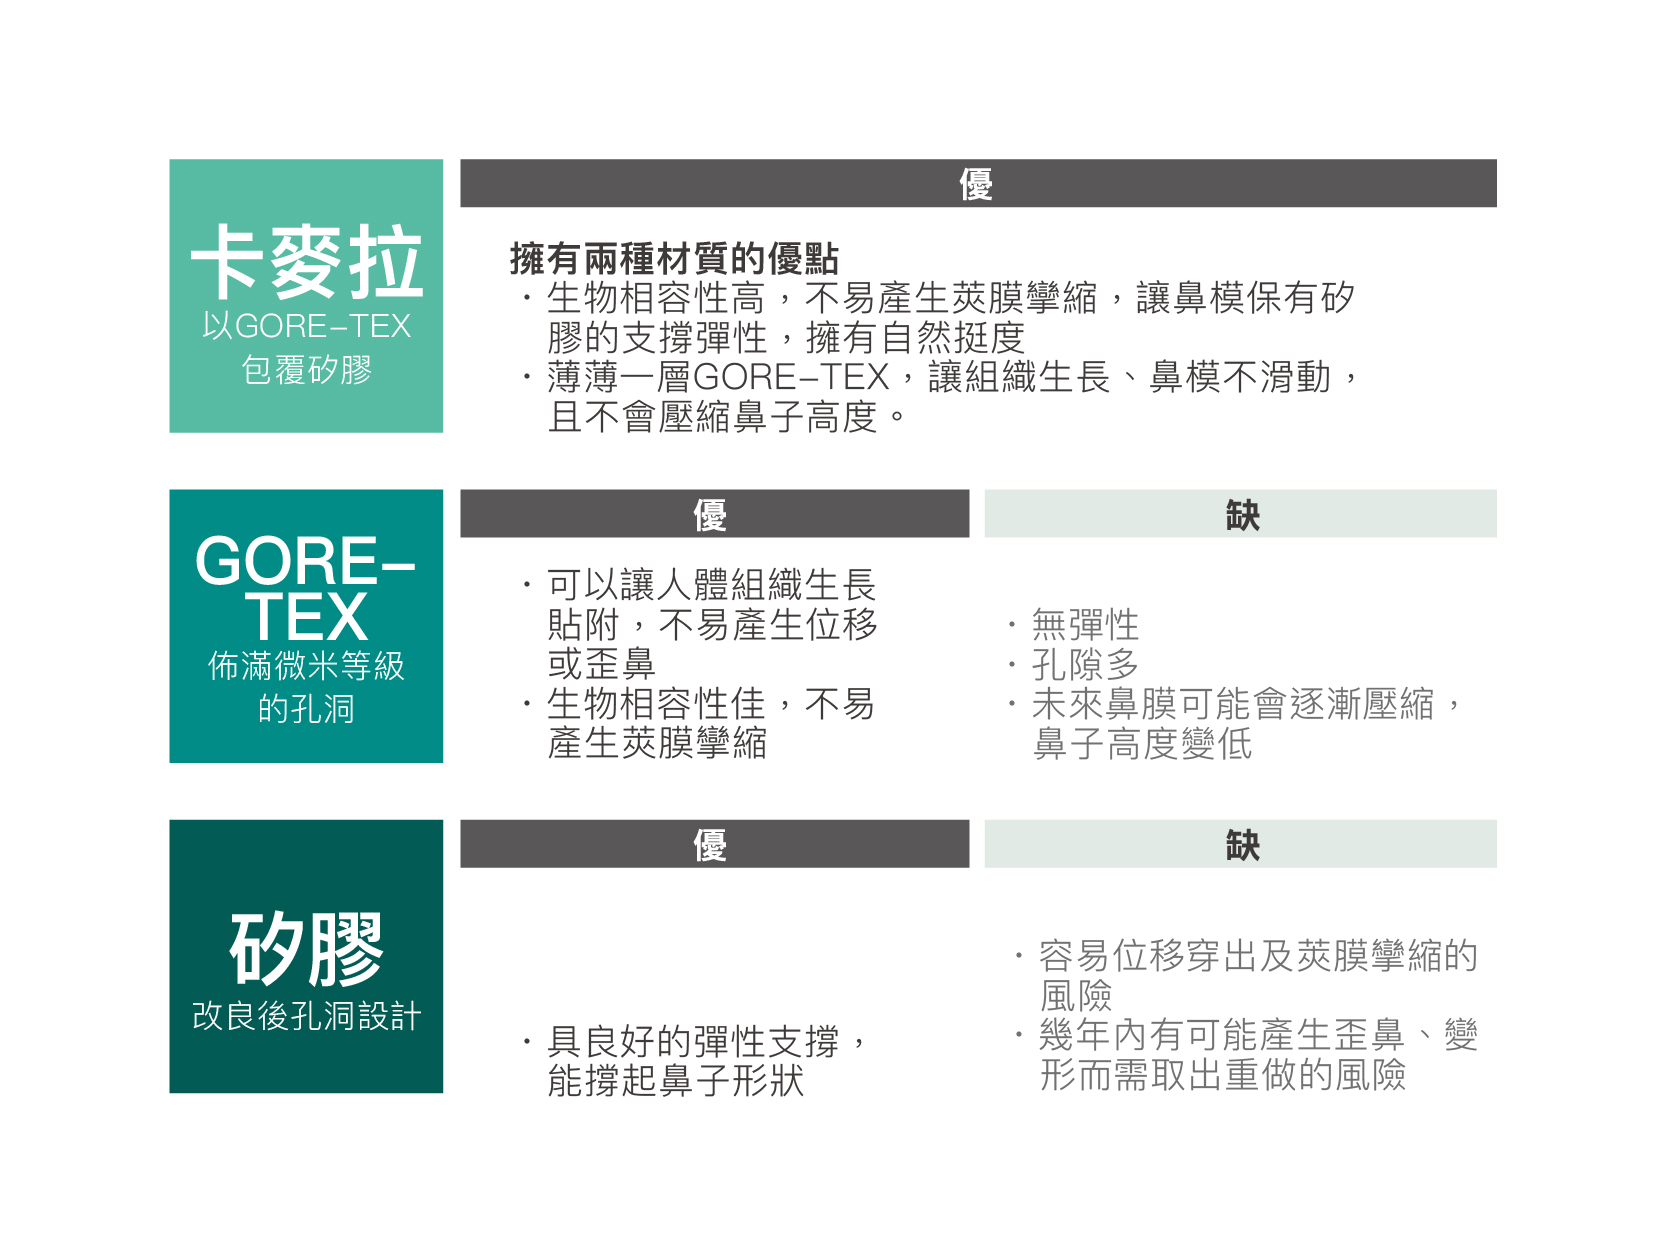 卡麥拉
以GORE-TEX
包覆矽膠
優
擁有兩種材質的優點
・生物相容性高，不易產生莢膜攣縮，讓鼻模保有矽
膠的支撐彈性，擁有自然挺度
・薄薄一層GORE-TEX，讓組織生長、鼻模不滑動，
且不會壓縮鼻子高度。
GORE-
TEX
佈滿微米等級
的孔洞
優
・可以讓人體組織生長
貼附，不易產生位移
或歪鼻
・生物相容性佳，不易
產生莢膜攣縮
缺
・無彈性
・孔隙多
・未來鼻膜可能會逐漸壓縮，
鼻子高度變低
矽膠
改良後孔洞設計
優
・具良好的彈性支撐，
能撐起鼻子形狀
缺
・容易位移穿出及莢膜攣縮的
風險
・幾年內有可能產生歪鼻、變
形而需取出重做的風險